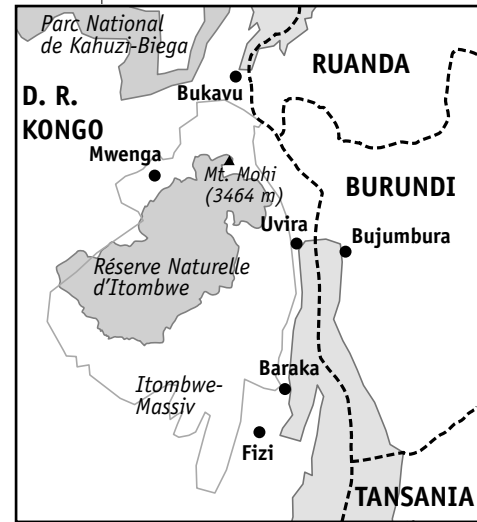 Parc National
de Kahuzi-Biega
RUANDA
Bukavu
D. R.
KONGO
Mwenga
Mt. Mohi
(3464 m)
BURUNDI
Uvira
Bujumbura
Réserve Naturelle
d'Itombwe
Baraka
Itombwe-
Massiv
Fizi
TANSANIA